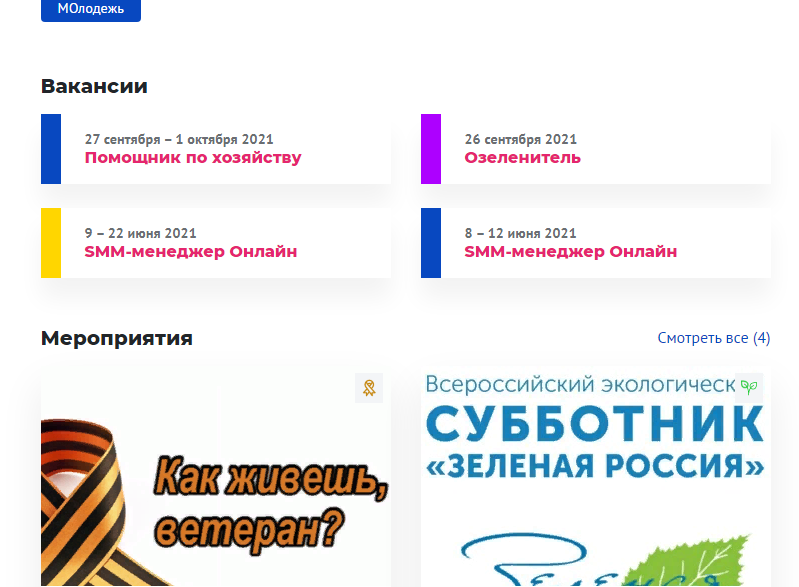 МОлодежь
Вакансии
27 сентября – 1 октября 2021
Помощник по хозяйству
26 сентября 2021
Озеленитель
9 – 22 июня 2021
SMM-менеджер Онлайн
8 – 12 июня 2021
SMM-менеджер Онлайн
Мероприятия
Смотреть все (4)
Как живешь,
ветеран?
Всероссийский экологическ
СУББОТНИК
«ЗЕЛЕНАЯ РОССИЯ»